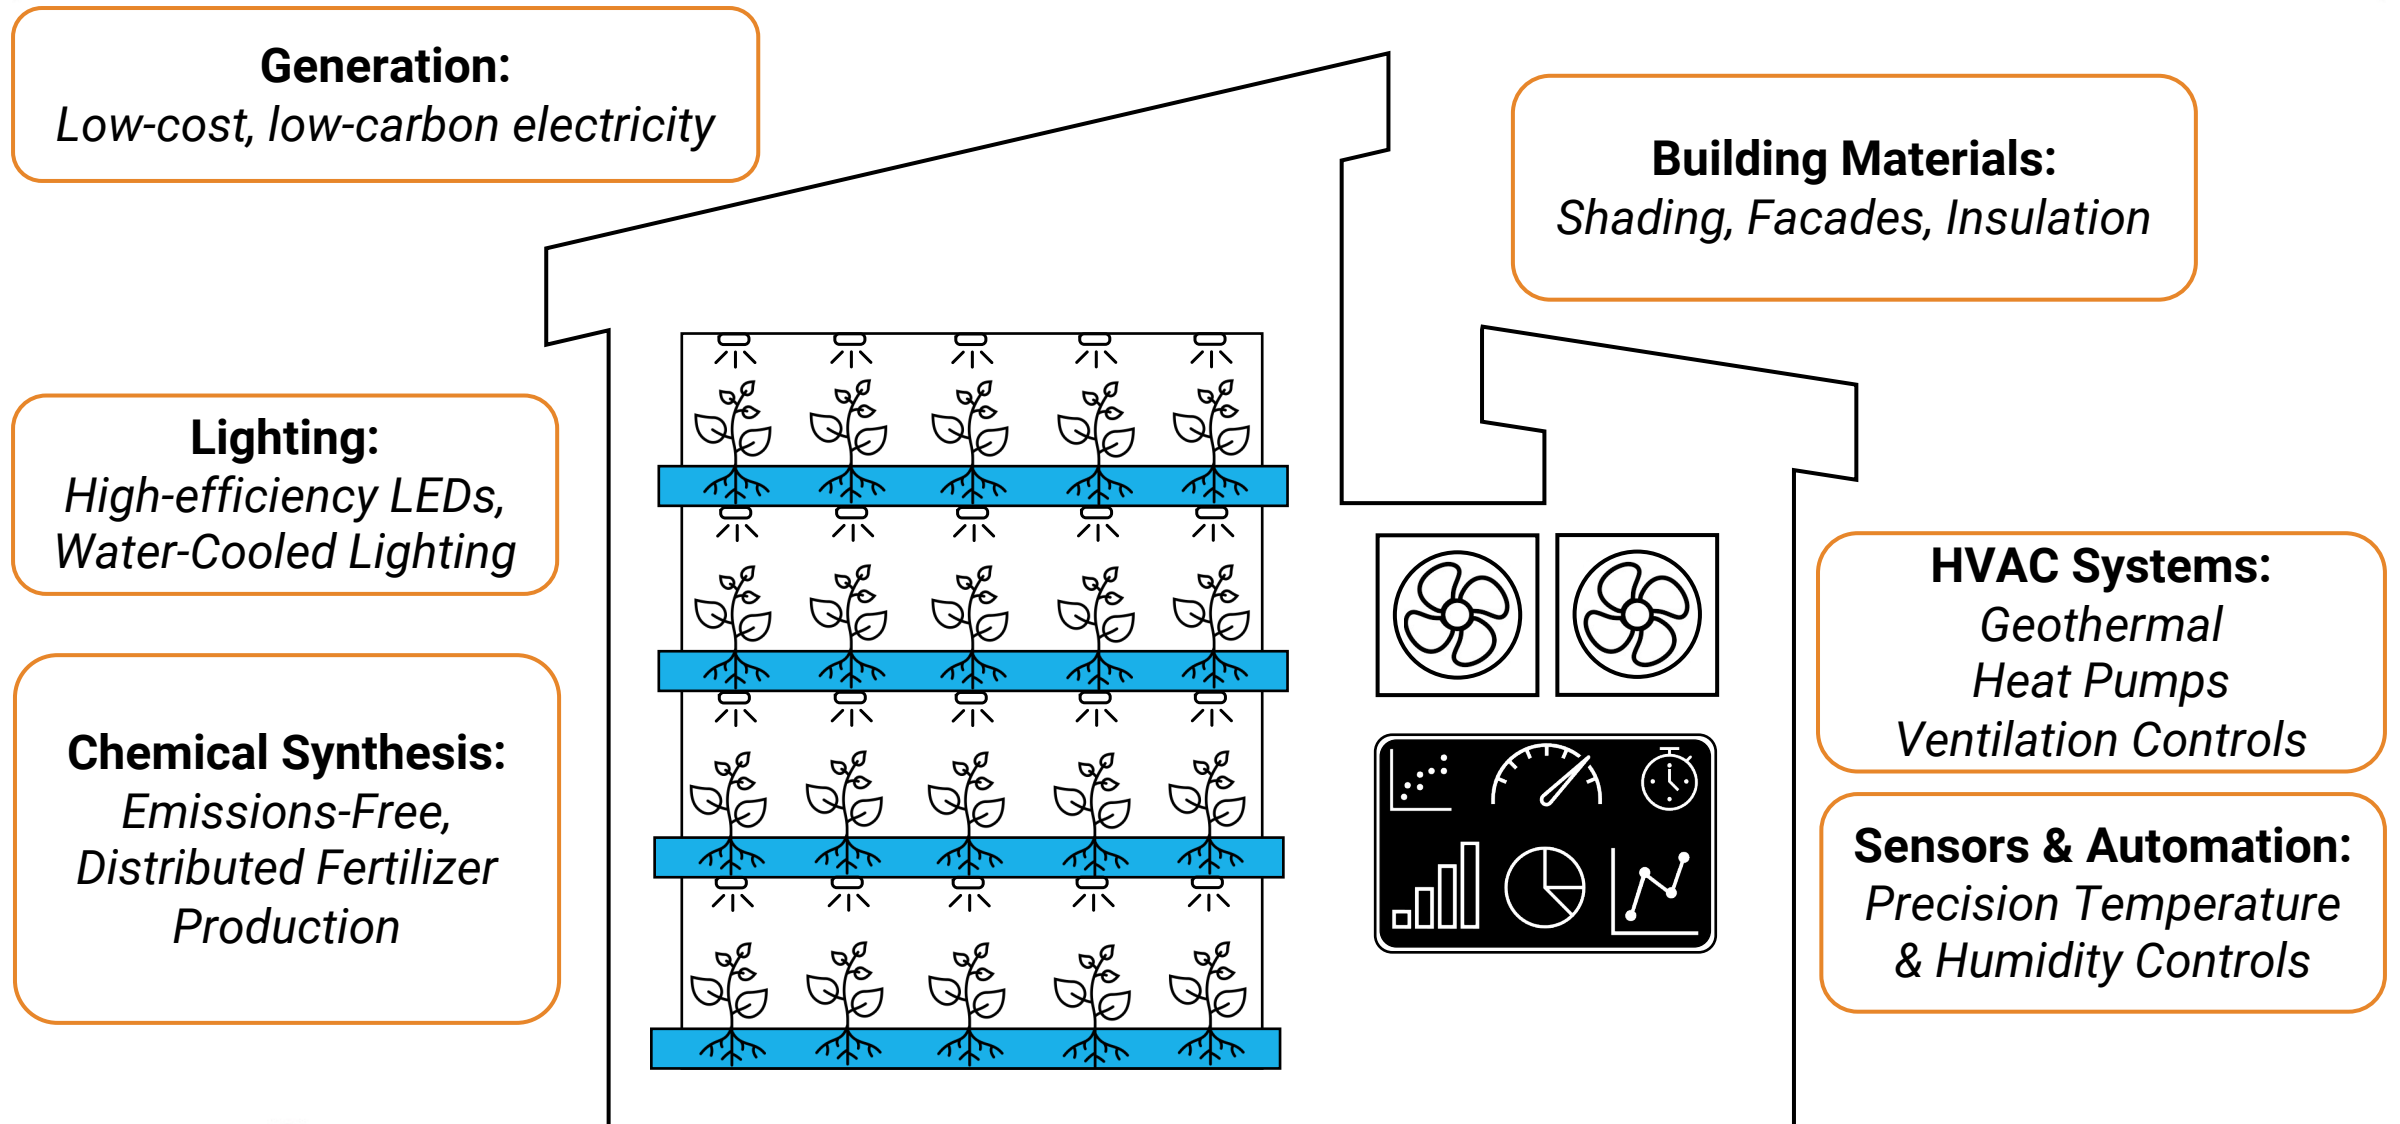 Generation:
Low-cost, low-carbon electricity
Building Materials:
Shading, Facades, Insulation
Lighting:
High-efficiency LEDs,
Water-Cooled Lighting
HVAC Systems:
Geothermal
Heat Pumps
Ventilation Controls
Chemical Synthesis:
Emissions-Free,
Distributed Fertilizer
Production
Sensors & Automation:
Precision Temperature
& Humidity Controls